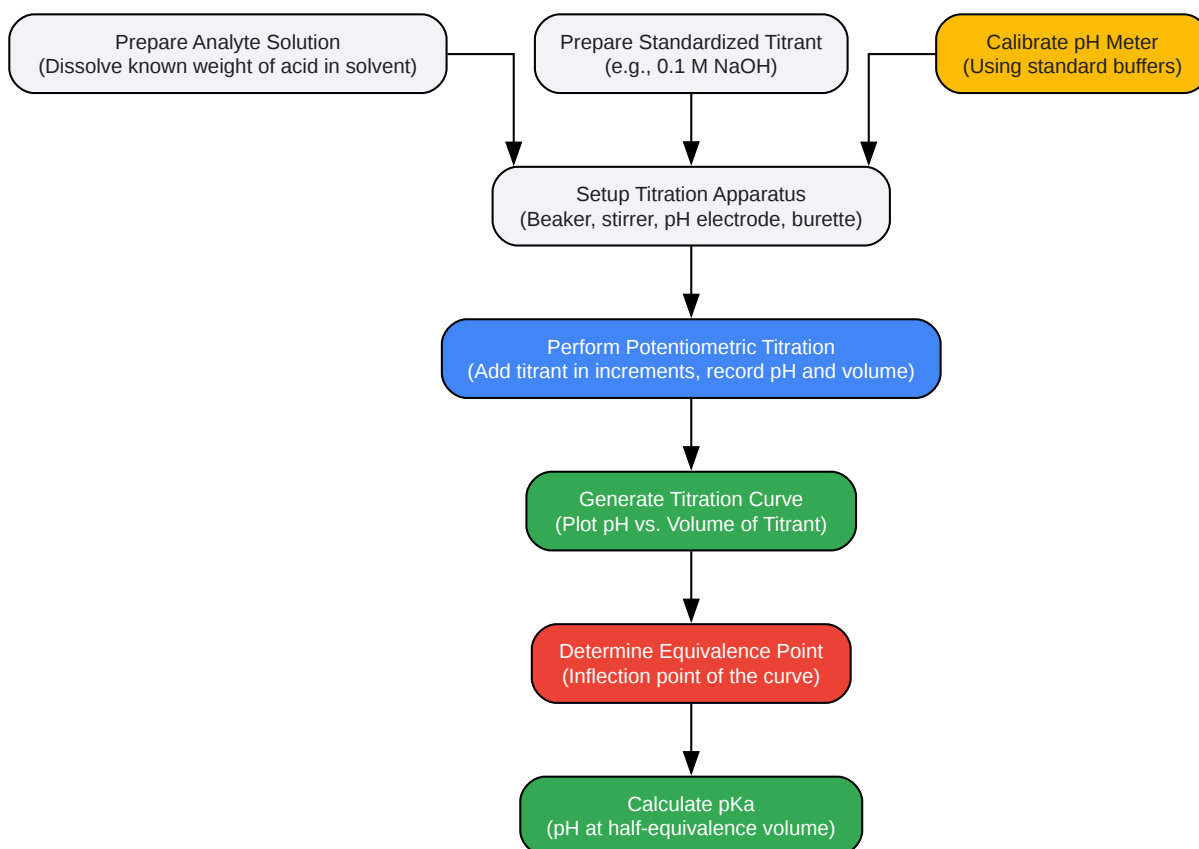 Prepare Analyte Solution
(Dissolve known weight of acid in solvent)
Prepare Standardized Titrant
(e.g., 0.1 M NaOH)
Calibrate pH Meter
(Using standard buffers)
Setup Titration Apparatus
(Beaker, stirrer, pH electrode, burette)
Perform Potentiometric Titration
(Add titrant in increments, record pH and volume)
Generate Titration Curve
(Plot pH vs. Volume of Titrant)
Determine Equivalence Point
(Inflection point of the curve)
Calculate pKa
(pH at half-equivalence volume)